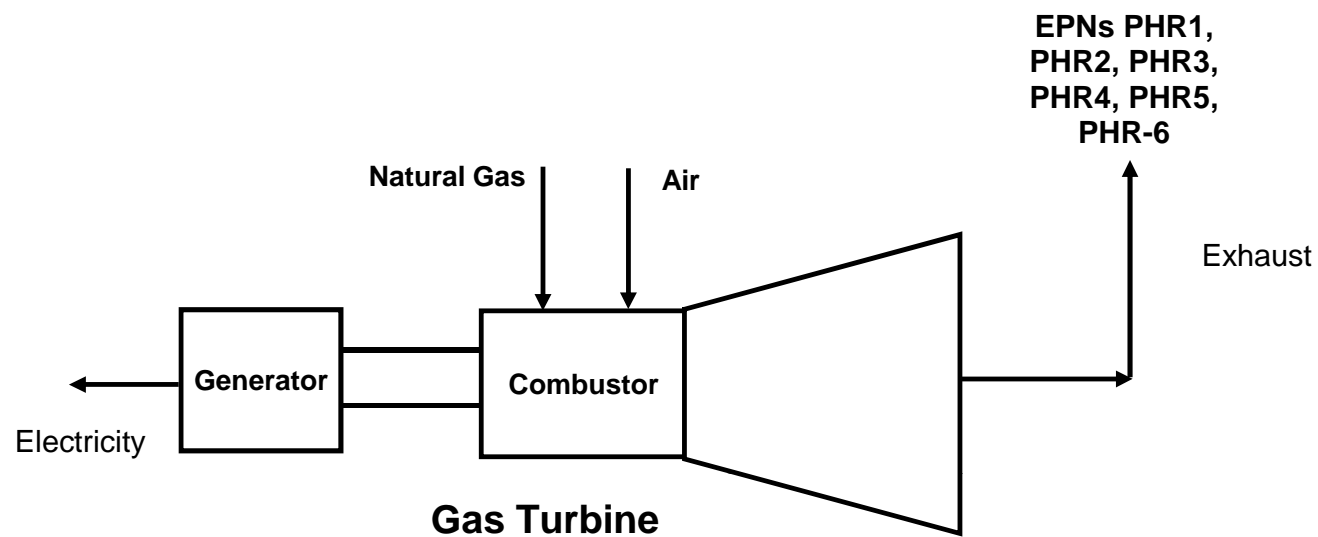 EPNs PHR1,
PHR2, PHR3,
PHR4, PHR5,
PHR-6
Natural Gas
Air
Exhaust
Generator
Combustor
Electricity
Gas Turbine